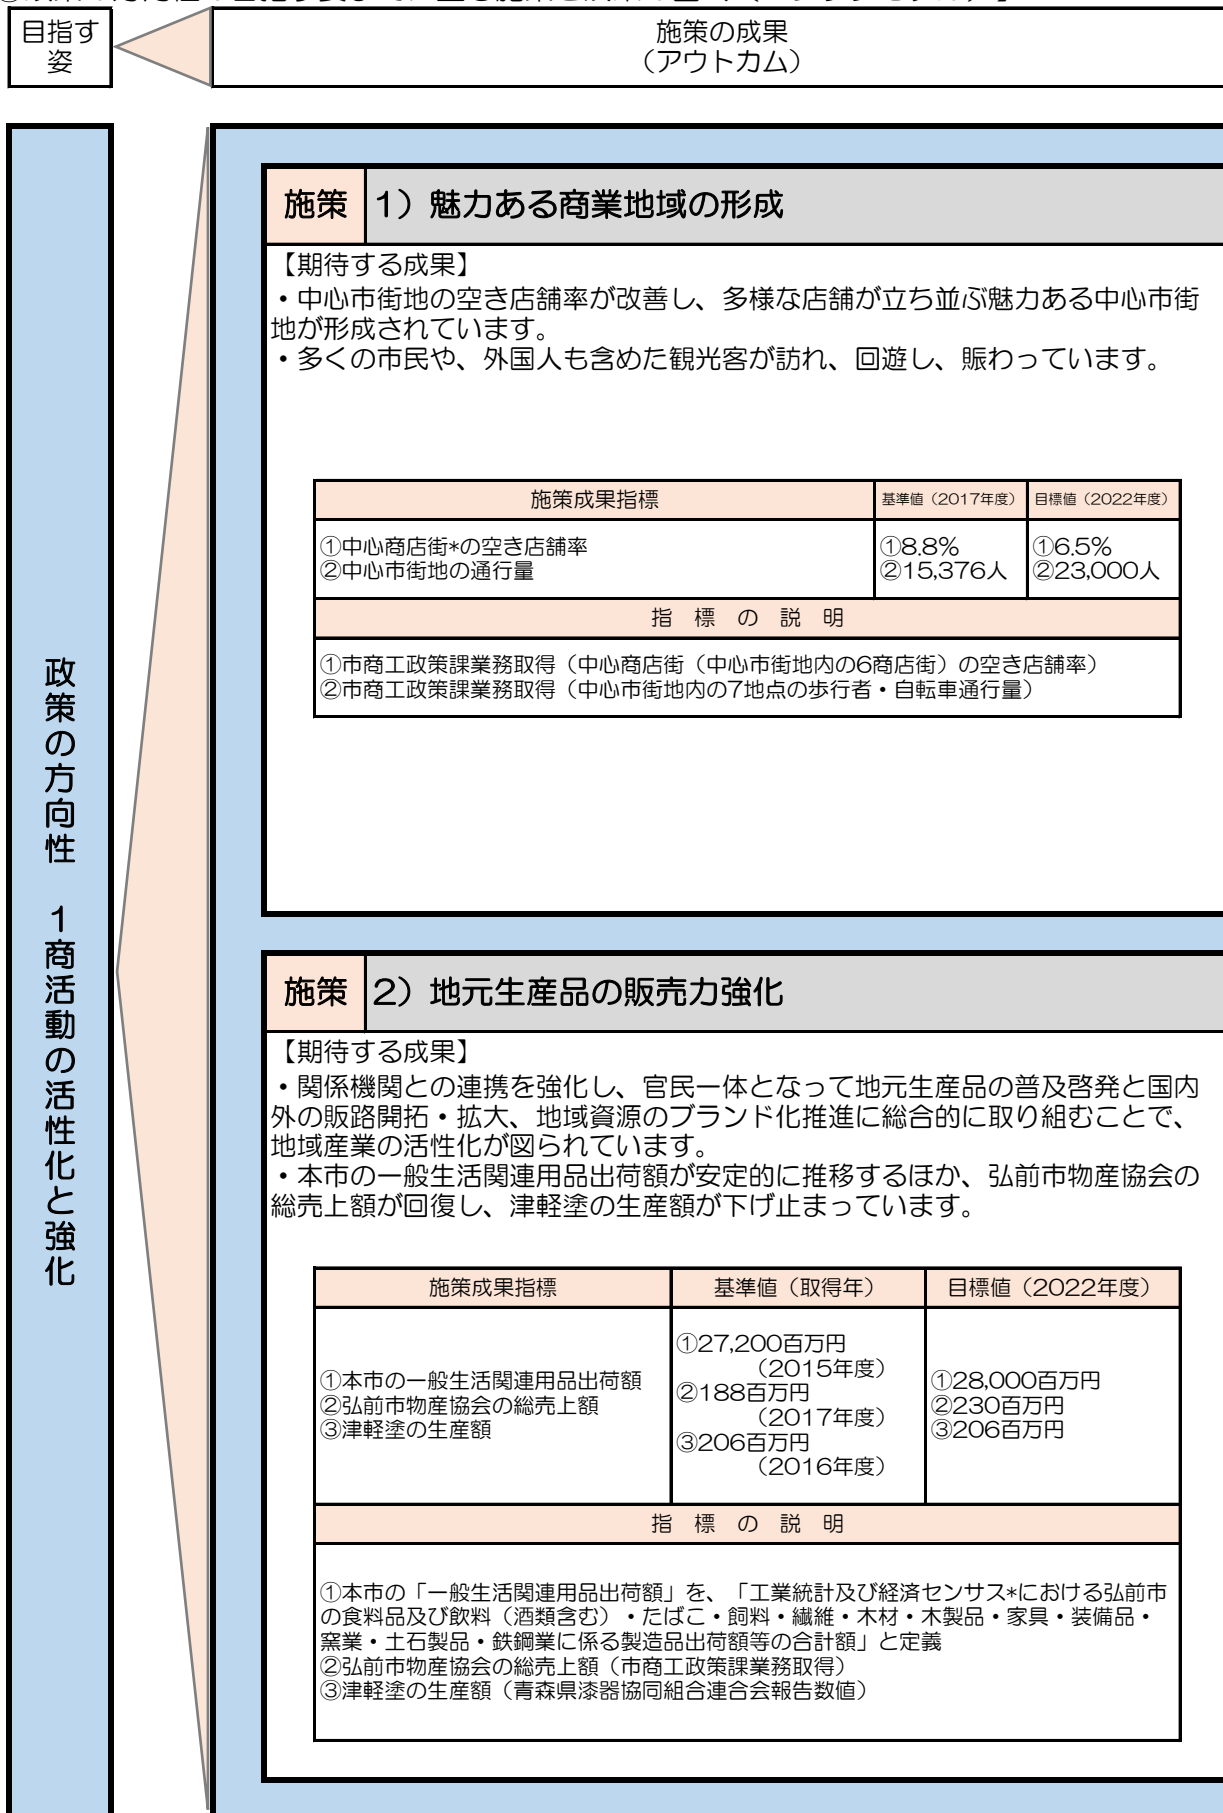 目指す
姿
施策の成果
（アウトカム）
政策の方向性　1商活動の活性化と強化
施策
1）魅力ある商業地域の形成
【期待する成果】
・中心市街地の空き店舗率が改善し、多様な店舗が立ち並ぶ魅力ある中心市街
地が形成されています。
・多くの市民や、外国人も含めた観光客が訪れ、回遊し、賑わっています。
施策成果指標
基準値（2017年度）
目標値（2022年度）
①中心商店街*の空き店舗率
②中心市街地の通行量
①8.8%
②15,376人
①6.5%
②23,000人
指　標　の　説　明
①市商工政策課業務取得（中心商店街（中心市街地内の6商店街）の空き店舗率）
②市商工政策課業務取得（中心市街地内の7地点の歩行者・自転車通行量）
施策
2）地元生産品の販売力強化
【期待する成果】
・関係機関との連携を強化し、官民一体となって地元生産品の普及啓発と国内
外の販路開拓・拡大、地域資源のブランド化推進に総合的に取り組むことで、
地域産業の活性化が図られています。
・本市の一般生活関連用品出荷額が安定的に推移するほか、弘前市物産協会の
総売上額が回復し、津軽塗の生産額が下げ止まっています。
施策成果指標
基準値（取得年）
目標値（2022年度）
①本市の一般生活関連用品出荷額
②弘前市物産協会の総売上額
③津軽塗の生産額
①27,200百万円
（2015年度）
②188百万円
（2017年度）
③206百万円
（2016年度）
①28,000百万円
②230百万円
③206百万円
指　標　の　説　明
①本市の「一般生活関連用品出荷額」を、「工業統計及び経済センサス*における弘前市
の食料品及び飲料（酒類含む）・たばこ・飼料・繊維・木材・木製品・家具・装備品・
窯業・土石製品・鉄鋼業に係る製造品出荷額等の合計額」と定義
②弘前市物産協会の総売上額（市商工政策課業務取得）
③津軽塗の生産額（青森県漆器協同組合連合会報告数値）